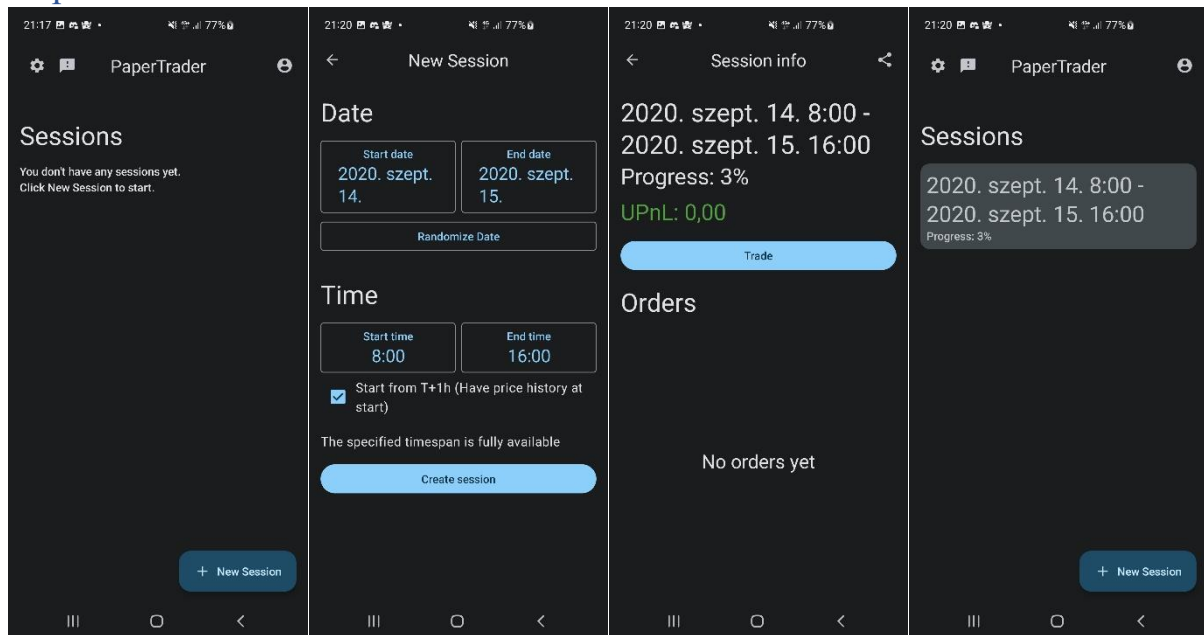 21:17
77%
PaperTrader
Sessions
You don't have any sessions yet.
Click New Session to start.
+ New Session
21:20
77%
New Session
Date
Start date
2020. szept.
14.
End date
2020. szept.
15.
Randomize Date
Time
Start time
8:00
End time
16:00
Start from T+1h (Have price history at
start)
The specified timespan is fully available
Create session
21:20
77%
Session info
2020. szept. 14. 8:00 -
2020. szept. 15. 16:00
Progress: 3%
UPnL: 0,00
Trade
Orders
No orders yet
21:20
77%
PaperTrader
Sessions
2020. szept. 14. 8:00 -
2020. szept. 15. 16:00
Progress: 3%
+ New Session